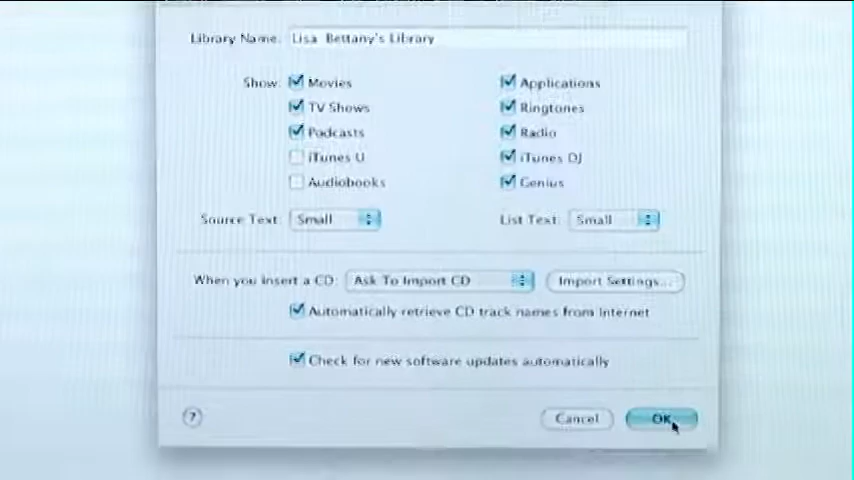 Library Name: Lisa Bettany's Library
Show: Movies Applications
TV Shows Ringtones
Podcasts Radio
iTunes U iTunes DJ
Audiobooks Genius
Source Text: Small List Text: Small
When you insert a CD: Ask To Import CD Import Settings...
Automatically retrieve CD track names from Internet
Check for new software updates automatically
? Cancel OK